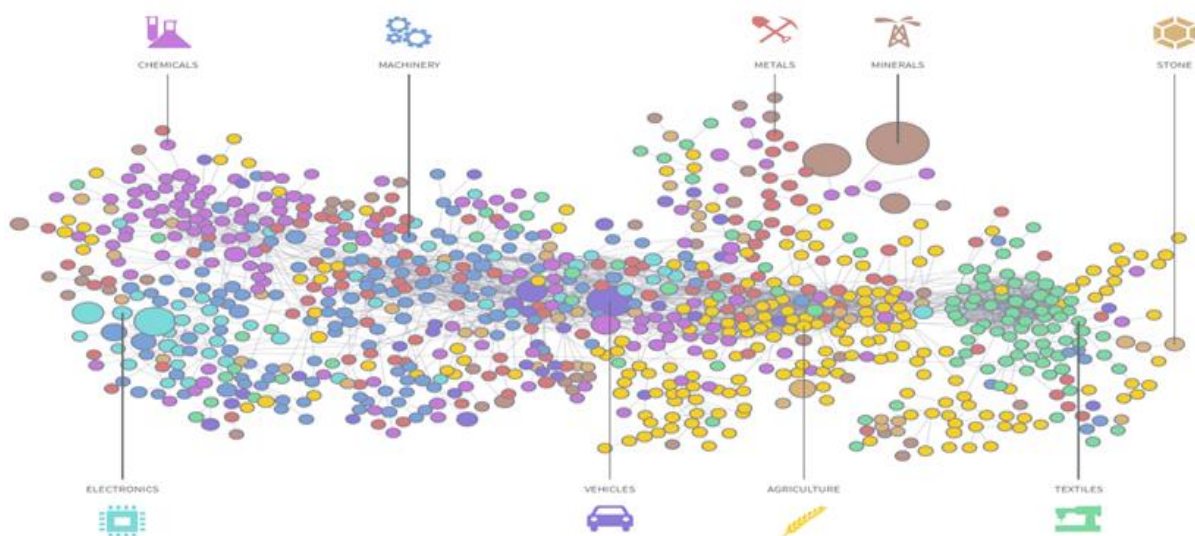 CHEMICALS
MACHINERY
METALS
MINERALS
STONE
ELECTRONICS
VEHICLES
AGRICULTURE
TEXTILES